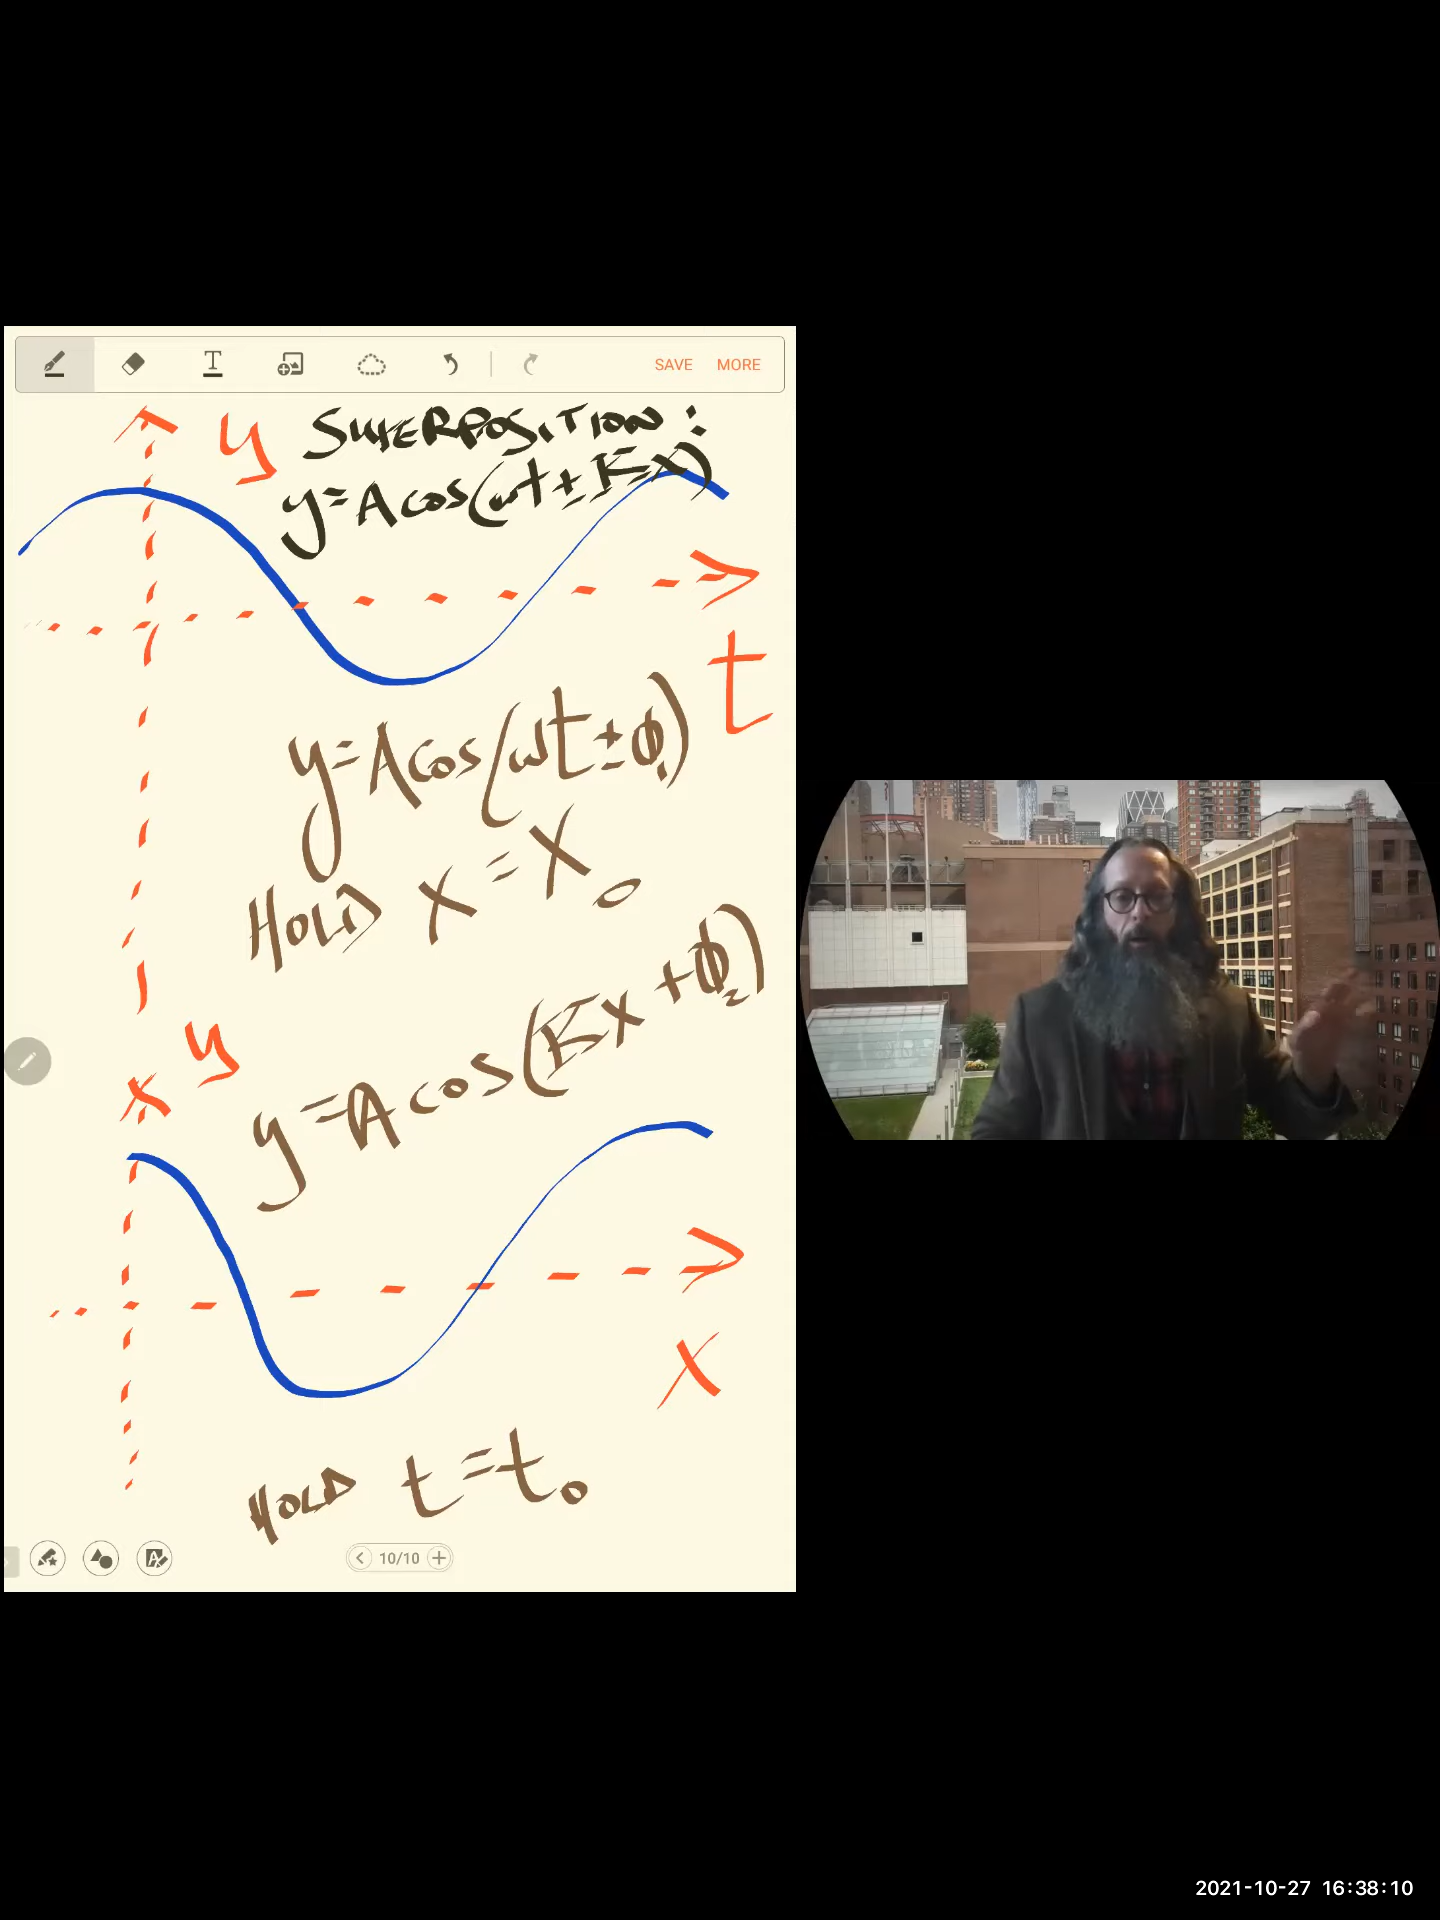 T
SAVE MORE
y SUPERPOSITION:
y=Acos(ωt±Kx)
t
y=Acos(ωt±ϕ₁)
HOLD x=x₀
y=Acos(Kx+ϕ₂)
y
x
HOLD t=t₀
A
10/10
2021-10-27 16:38:10